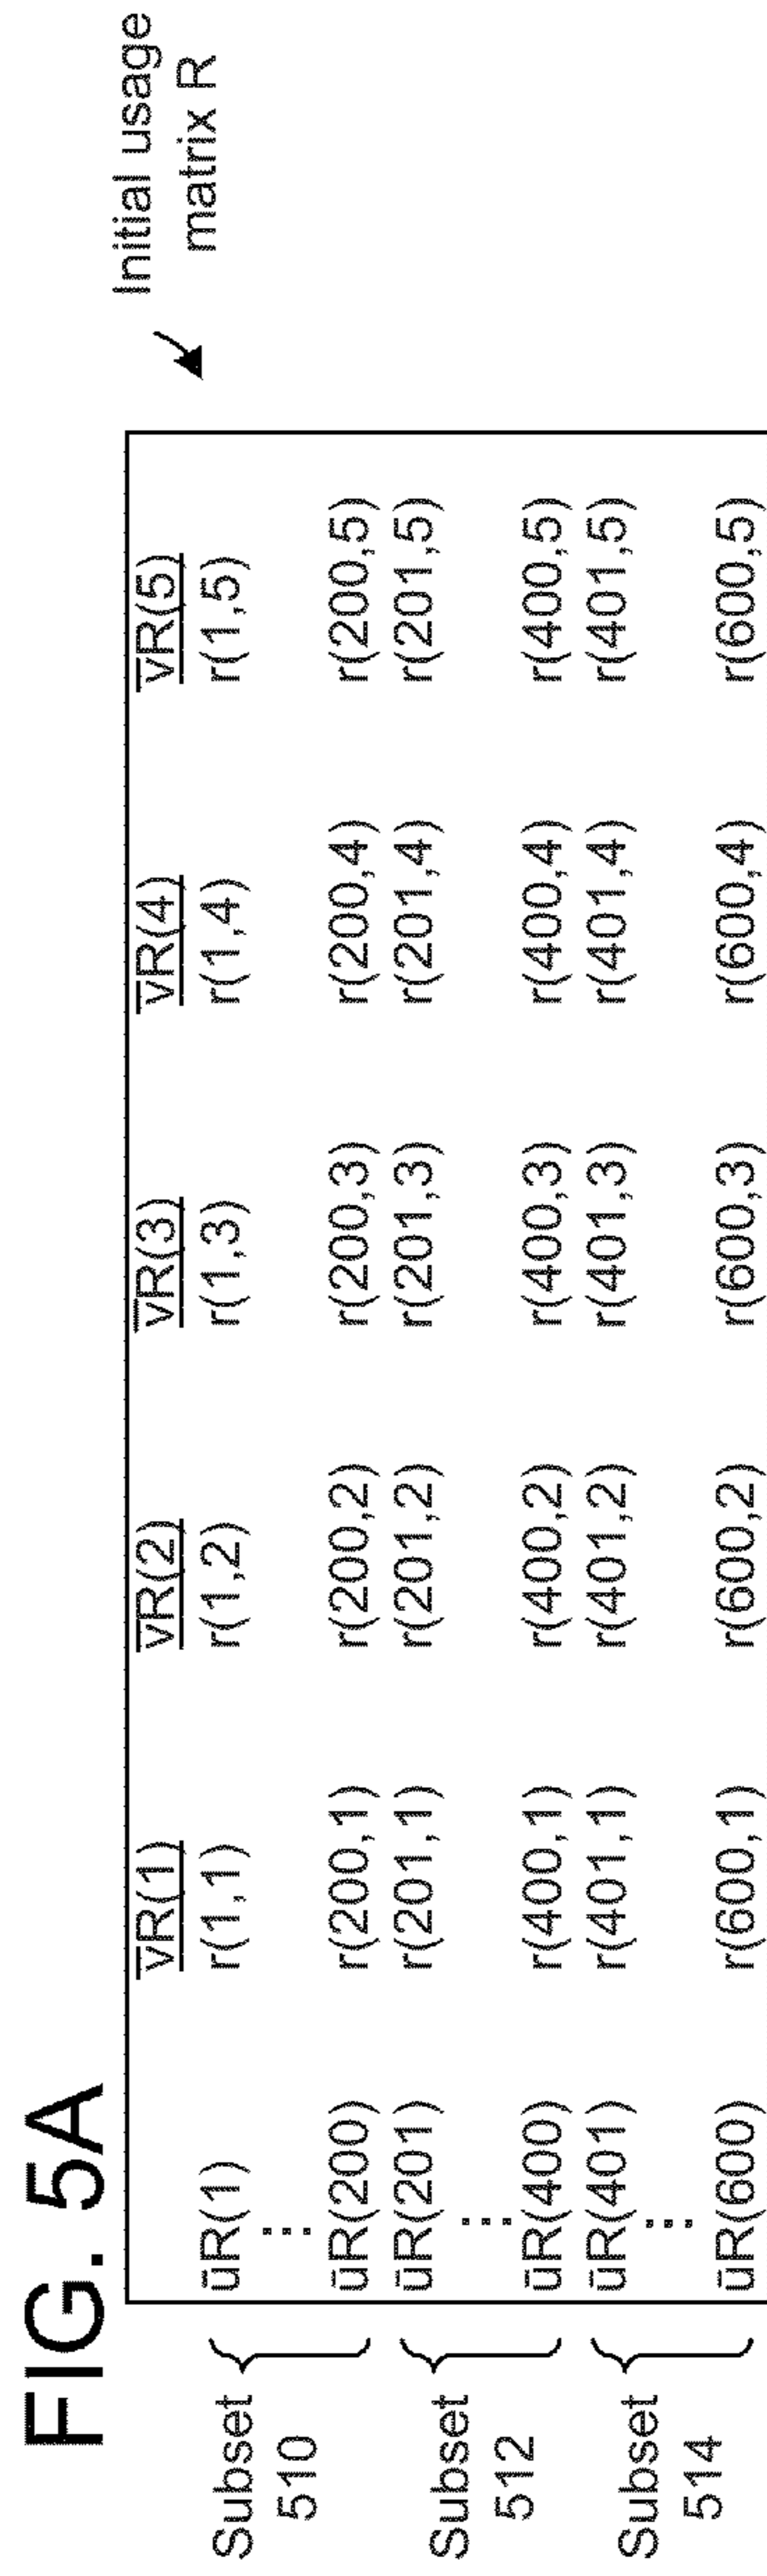 FIG. 5A
Initial usage
matrix R
v̄R(1) v̄R(2) v̄R(3) v̄R(4) v̄R(5)
Subset
510
ūR(1) r(1,1) r(1,2) r(1,3) r(1,4) r(1,5)
⋮
ūR(200) r(200,1) r(200,2) r(200,3) r(200,4) r(200,5)
Subset
512
ūR(201) r(201,1) r(201,2) r(201,3) r(201,4) r(201,5)
⋮
ūR(400) r(400,1) r(400,2) r(400,3) r(400,4) r(400,5)
Subset
514
ūR(401) r(401,1) r(401,2) r(401,3) r(401,4) r(401,5)
⋮
ūR(600) r(600,1) r(600,2) r(600,3) r(600,4) r(600,5)